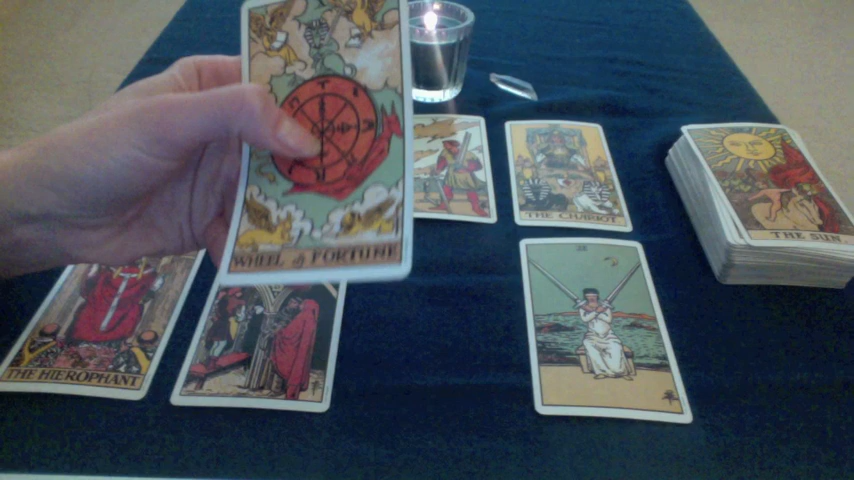 WHEEL of FORTUNE
THE CHARIOT
THE SUN
THE HIEROPHANT